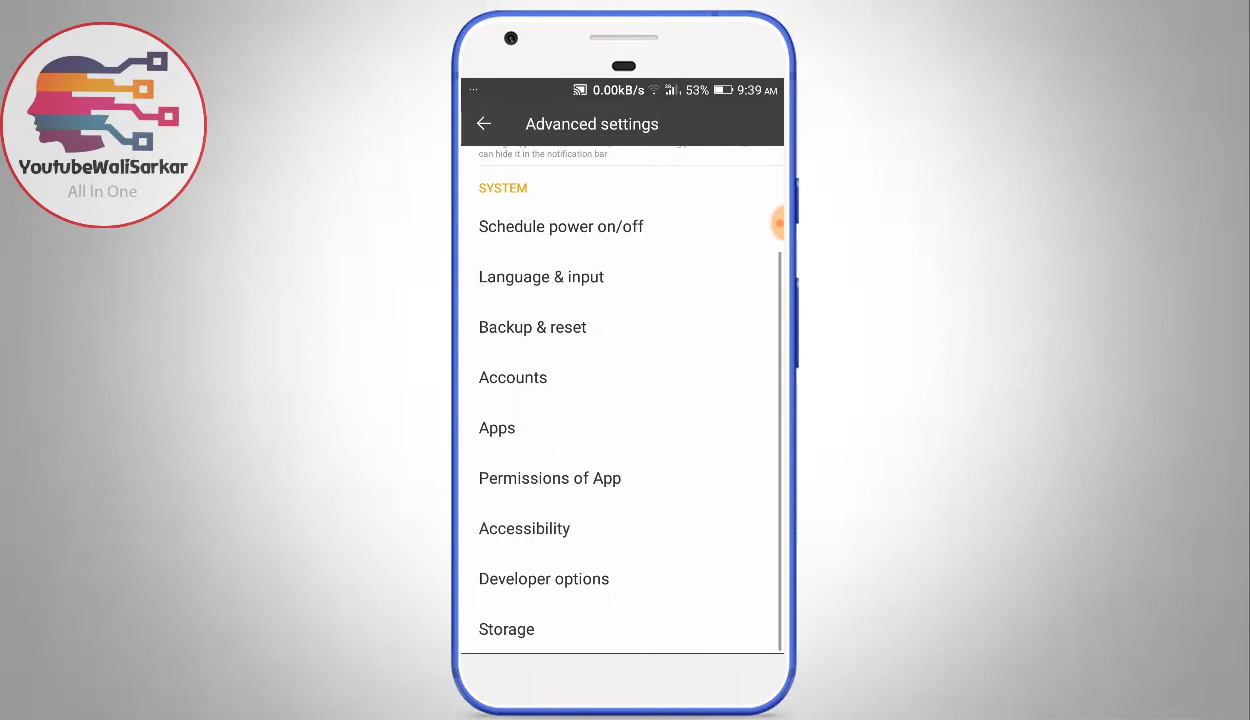 YoutubeWaliSarkar
All In One
... 0.00kB/s 53% 9:39 AM
Advanced settings
can hide it in the notification bar
SYSTEM
Schedule power on/off
Language & input
Backup & reset
Accounts
Apps
Permissions of App
Accessibility
Developer options
Storage